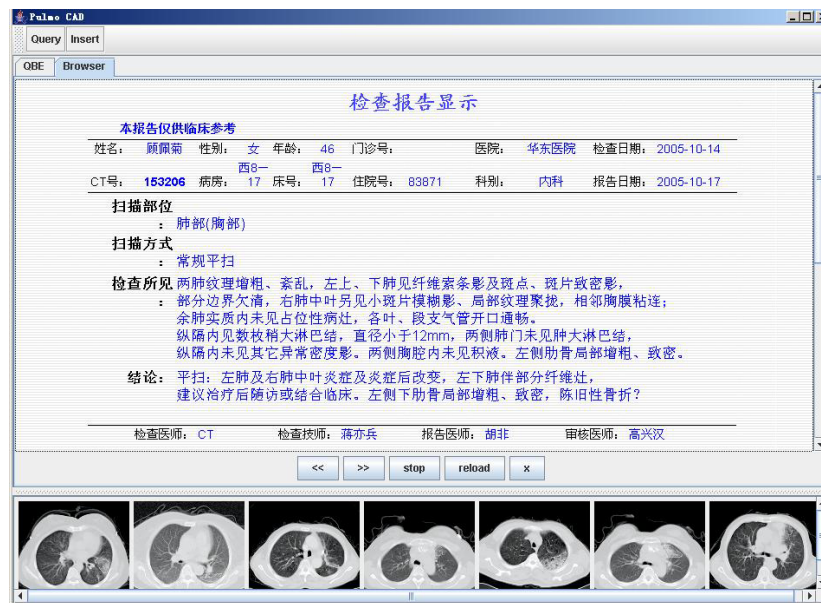 Pulmo CAD
Query Insert
QBE Browser
检查报告显示
本报告仅供临床参考
姓名： 顾佩菊 性别： 女 年龄： 46 门诊号： 医院： 华东医院 检查日期： 2005-10-14
CT号： 153206 病房： 西8一17 床号： 西8一17 住院号： 83871 科别： 内科 报告日期： 2005-10-17
扫描部位
： 肺部(胸部)
扫描方式
： 常规平扫
检查所见 两肺纹理增粗、紊乱，左上、下肺见纤维索条影及斑点、斑片致密影，
： 部分边界欠清，右肺中叶另见小斑片模糊影、局部纹理聚拢，相邻胸膜粘连；
余肺实质内未见占位性病灶，各叶、段支气管开口通畅。
纵隔内见数枚稍大淋巴结，直径小于12mm，两侧肺门未见肿大淋巴结，
纵隔内未见其它异常密度影。两侧胸腔内未见积液。左侧肋骨局部增粗、致密。
结论： 平扫：左肺及右肺中叶炎症及炎症后改变，左下肺伴部分纤维灶，
建议治疗后随访或结合临床。左侧下肋骨局部增粗、致密，陈旧性骨折？
检查医师： CT 检查技师： 蒋亦兵 报告医师： 胡非 审核医师： 高兴汉
<< >> stop reload x